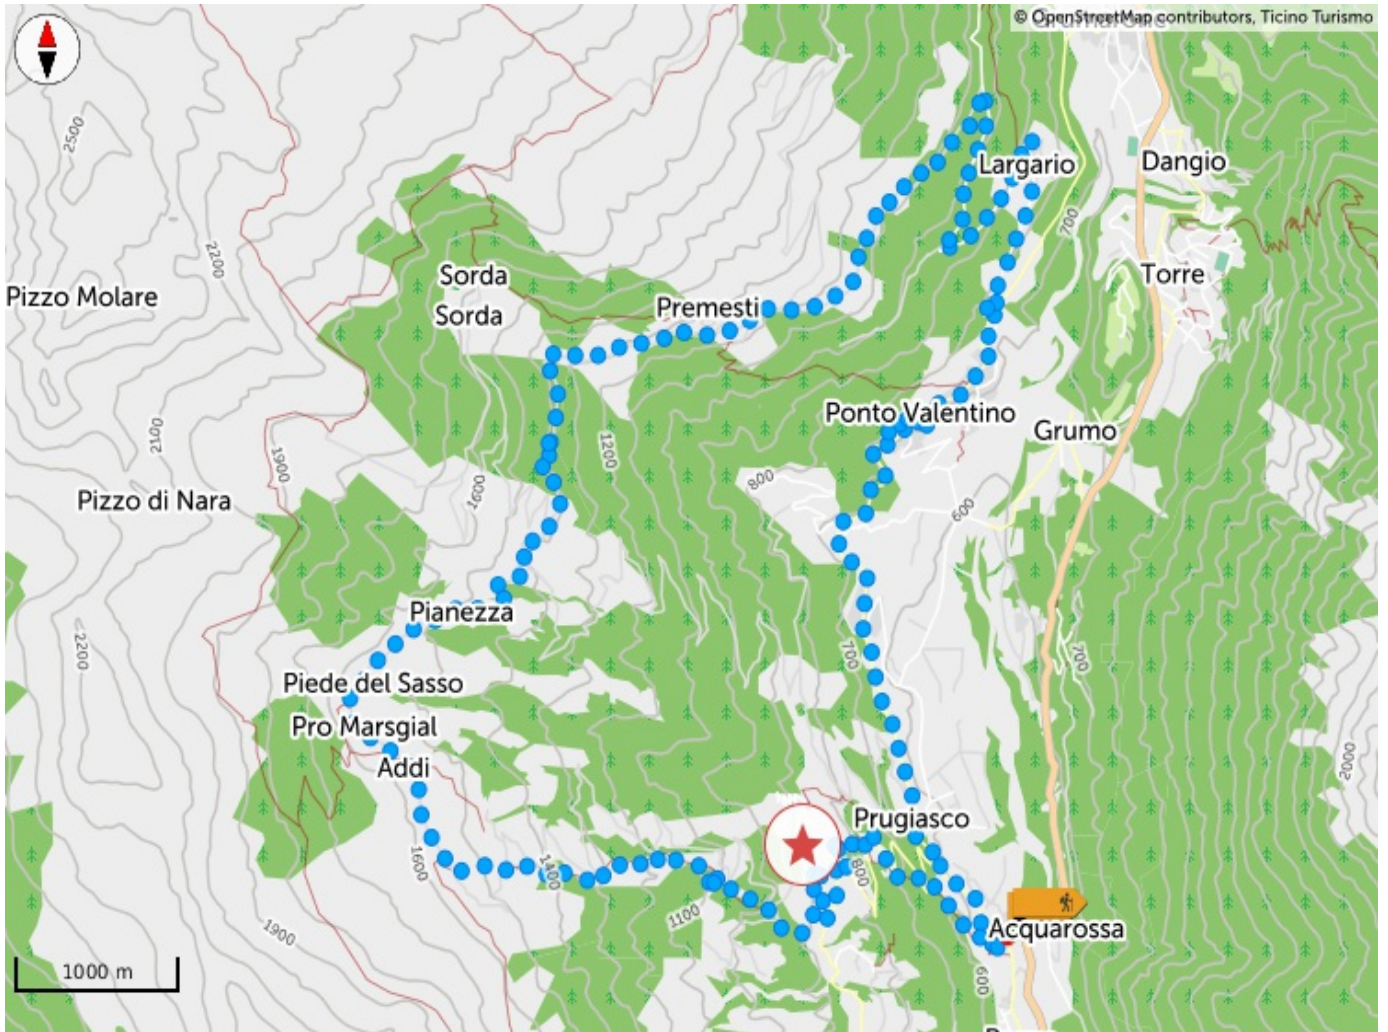 © OpenStreetMap contributors, Ticino Turismo
2500
Largario
Dangio
700
2200
Sorda
Torre
Pizzo Molare
Premesti
Sorda
Ponto Valentino
Grumo
2100
1900
1200
800
1600
Pizzo di Nara
600
Pianezza
2200
700
700
Piede del Sasso
Pro Marsgial
2000
Addi
Prugiasco
1600
1400
800
1100
1900
Acquarossa
1000 m
600